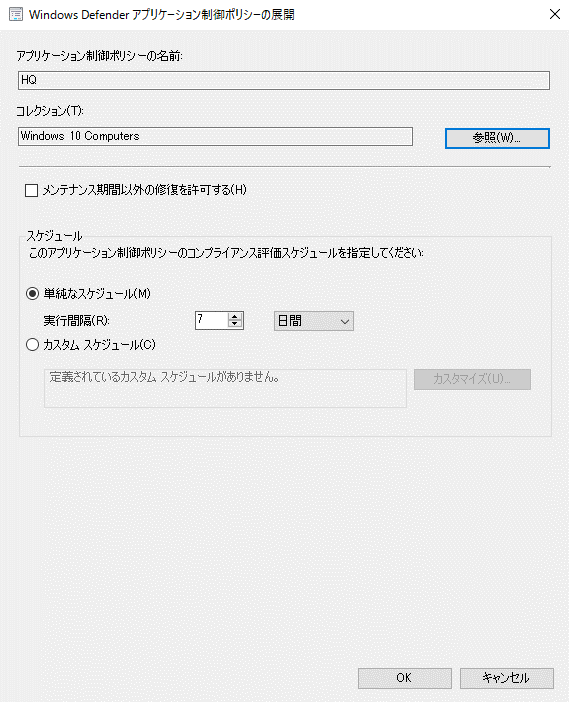 Windows Defender アプリケーション制御ポリシーの展開
アプリケーション制御ポリシーの名前:
HQ
コレクション(T):
Windows 10 Computers
参照(W)...
メンテナンス期間以外の修復を許可する(H)
スケジュール
このアプリケーション制御ポリシーのコンプライアンス評価スケジュールを指定してください:
単純なスケジュール(M)
実行間隔(R):
7
日間
カスタム スケジュール(C)
定義されているカスタム スケジュールがありません。
カスタマイズ(U)...
OK
キャンセル